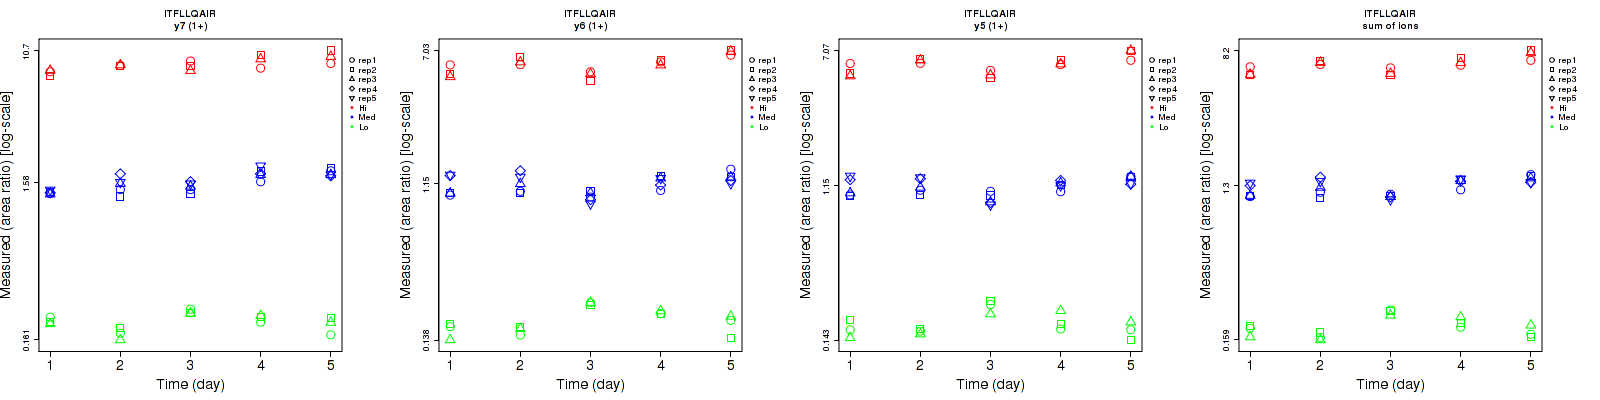 ITFLLQAIR
y7 (1+)
Measured (area ratio) [log-scale]
10.7
1.58
0.161
1
2
3
4
5
Time (day)
rep1
rep2
rep3
rep4
rep5
Hi
Med
Lo
ITFLLQAIR
y6 (1+)
Measured (area ratio) [log-scale]
7.03
1.15
0.138
1
2
3
4
5
Time (day)
rep1
rep2
rep3
rep4
rep5
Hi
Med
Lo
ITFLLQAIR
y5 (1+)
Measured (area ratio) [log-scale]
7.07
1.15
0.143
1
2
3
4
5
Time (day)
rep1
rep2
rep3
rep4
rep5
Hi
Med
Lo
ITFLLQAIR
sum of ions
Measured (area ratio) [log-scale]
8.2
1.3
0.159
1
2
3
4
5
Time (day)
rep1
rep2
rep3
rep4
rep5
Hi
Med
Lo